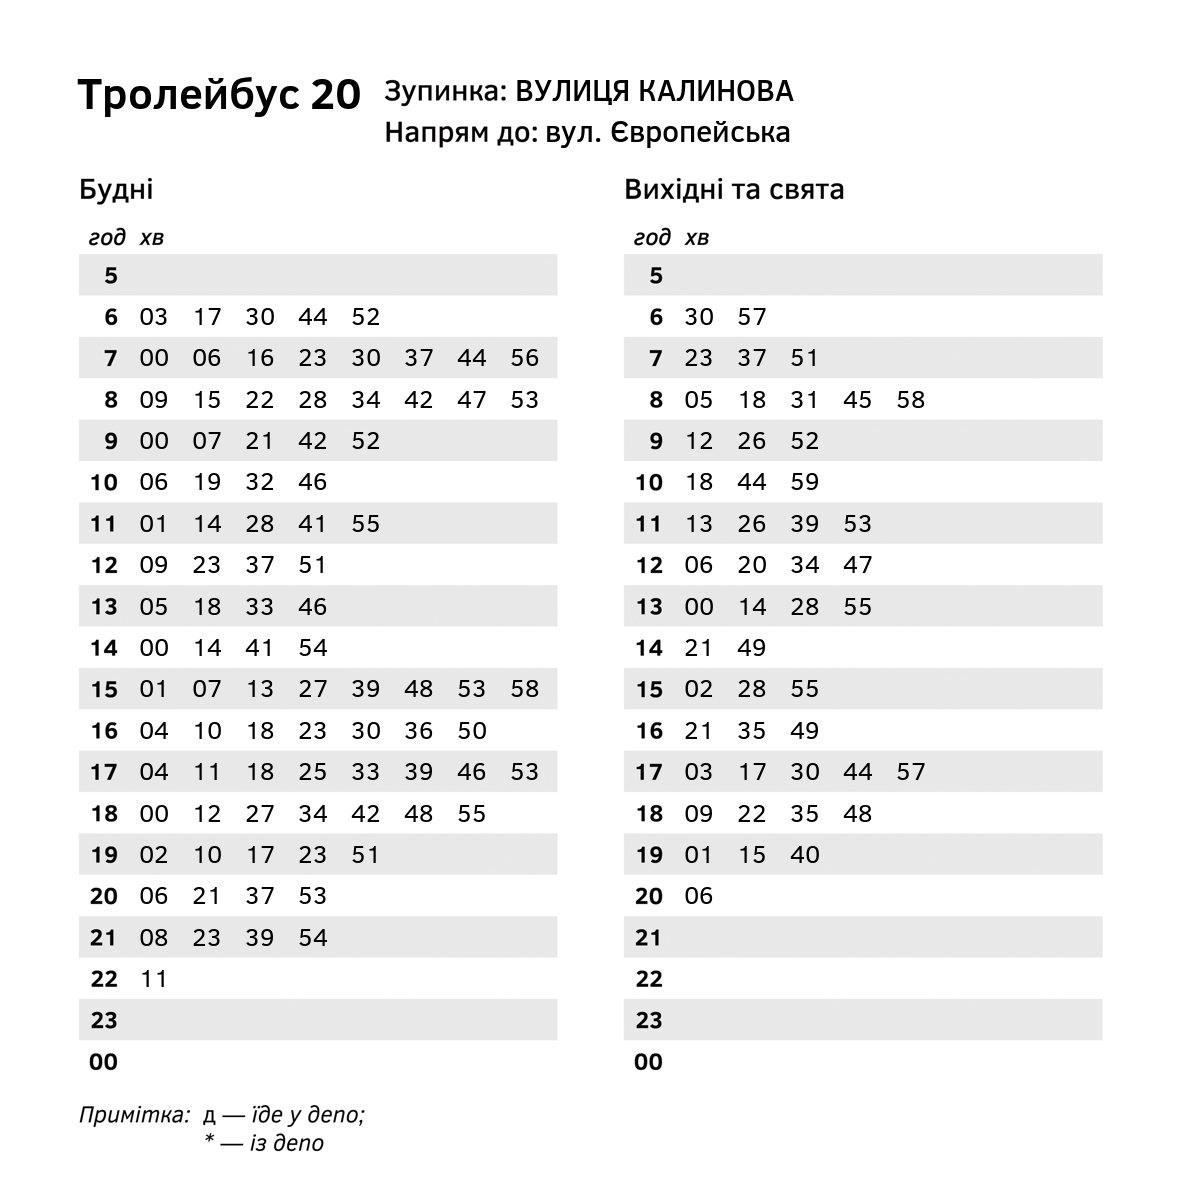 Тролейбус 20
Зупинка: ВУЛИЦЯ КАЛИНОВА
Напрям до: вул. Європейська
Будні
год хв
5
6 03 17 30 44 52
7 00 06 16 23 30 37 44 56
8 09 15 22 28 34 42 47 53
9 00 07 21 42 52
10 06 19 32 46
11 01 14 28 41 55
12 09 23 37 51
13 05 18 33 46
14 00 14 41 54
15 01 07 13 27 39 48 53 58
16 04 10 18 23 30 36 50
17 04 11 18 25 33 39 46 53
18 00 12 27 34 42 48 55
19 02 10 17 23 51
20 06 21 37 53
21 08 23 39 54
22 11
23
00
Вихідні та свята
год хв
5
6 30 57
7 23 37 51
8 05 18 31 45 58
9 12 26 52
10 18 44 59
11 13 26 39 53
12 06 20 34 47
13 00 14 28 55
14 21 49
15 02 28 55
16 21 35 49
17 03 17 30 44 57
18 09 22 35 48
19 01 15 40
20 06
21
22
23
00
Примітка: д — їде у депо;
* — із депо